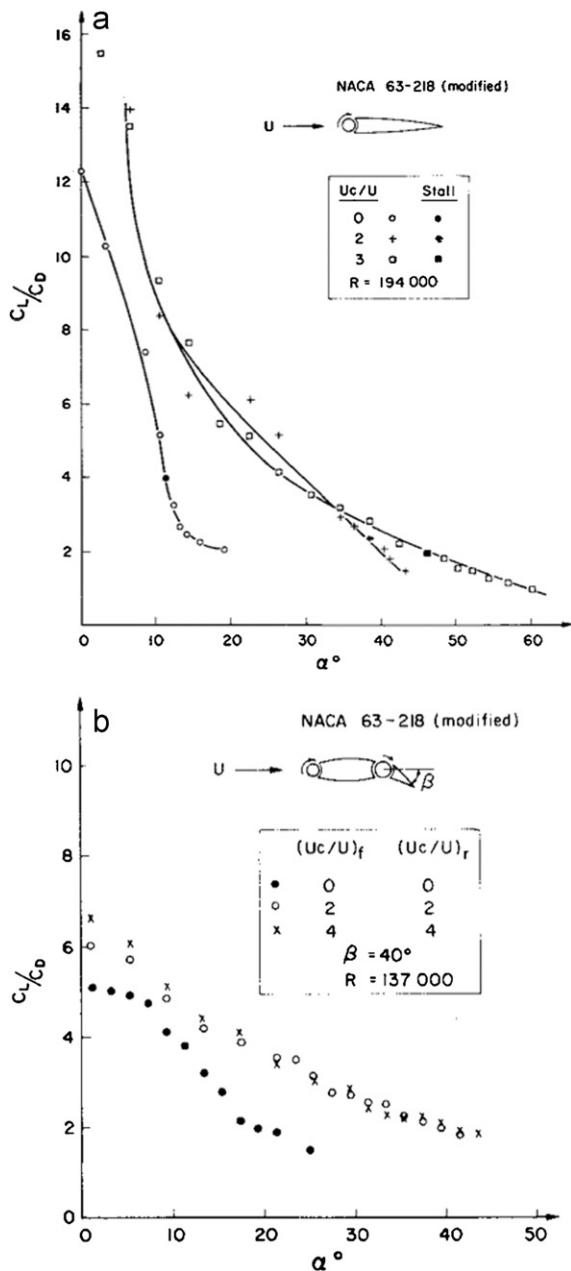 a
16
NACA 63-218 (modified)
14
U
12
Uc/U Stall
0
2
3
R = 194 000
10
CL/CD
8
6
4
2
0 10 20 30 40 50 60
α°
b
NACA 63-218 (modified)
10
U
β
(Uc/U)f (Uc/U)r
0 0
2 2
4 4
β = 40°
R = 137 000
8
6
CL/CD
4
2
0
0 10 20 30 40 50
α°